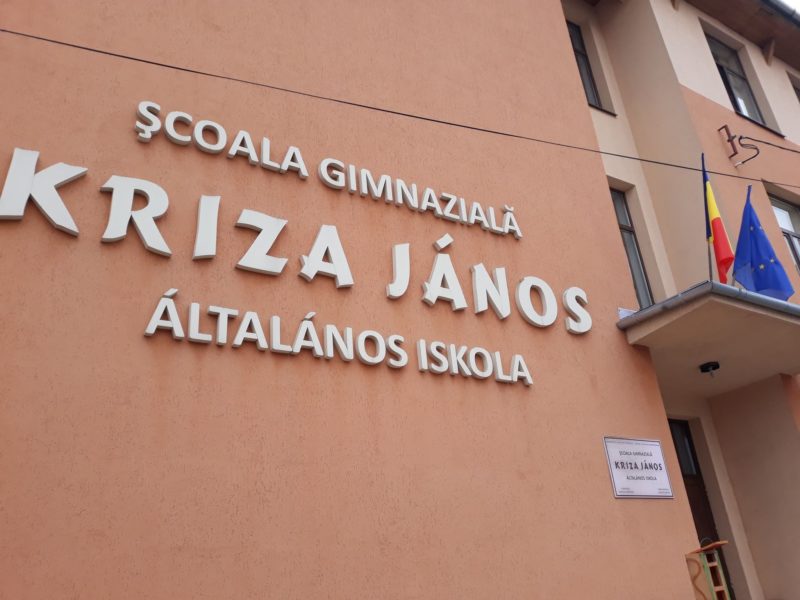 ŞCOALA GIMNAZIALĂ
KRIZA JÁNOS
ÁLTALÁNOS ISKOLA
ŞCOALA GIMNAZIALĂ
KRIZA JÁNOS
ÁLTALÁNOS ISKOLA